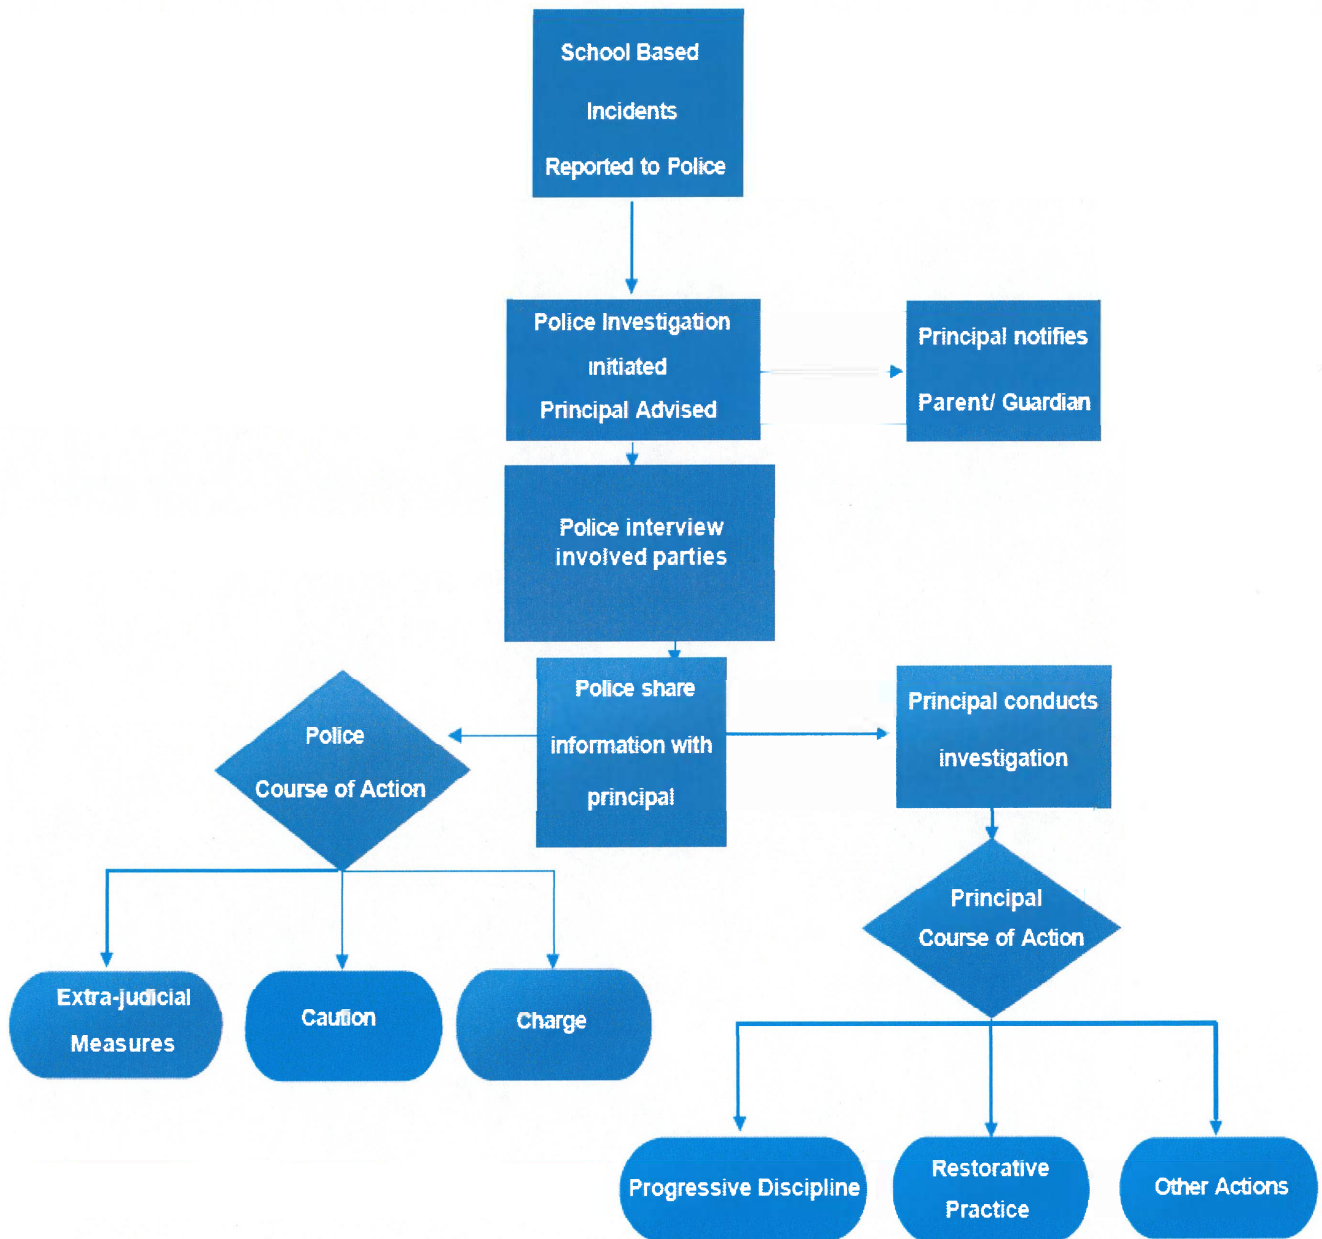 School Based
Incidents
Reported to Police
Police Investigation
initiated
Principal Advised
Principal notifies
Parent/ Guardian
Police interview
involved parties
Police share
information with
principal
Police
Course of Action
Principal conducts
investigation
Principal
Course of Action
Extra-judicial
Measures
Caution
Charge
Progressive Discipline
Restorative
Practice
Other Actions